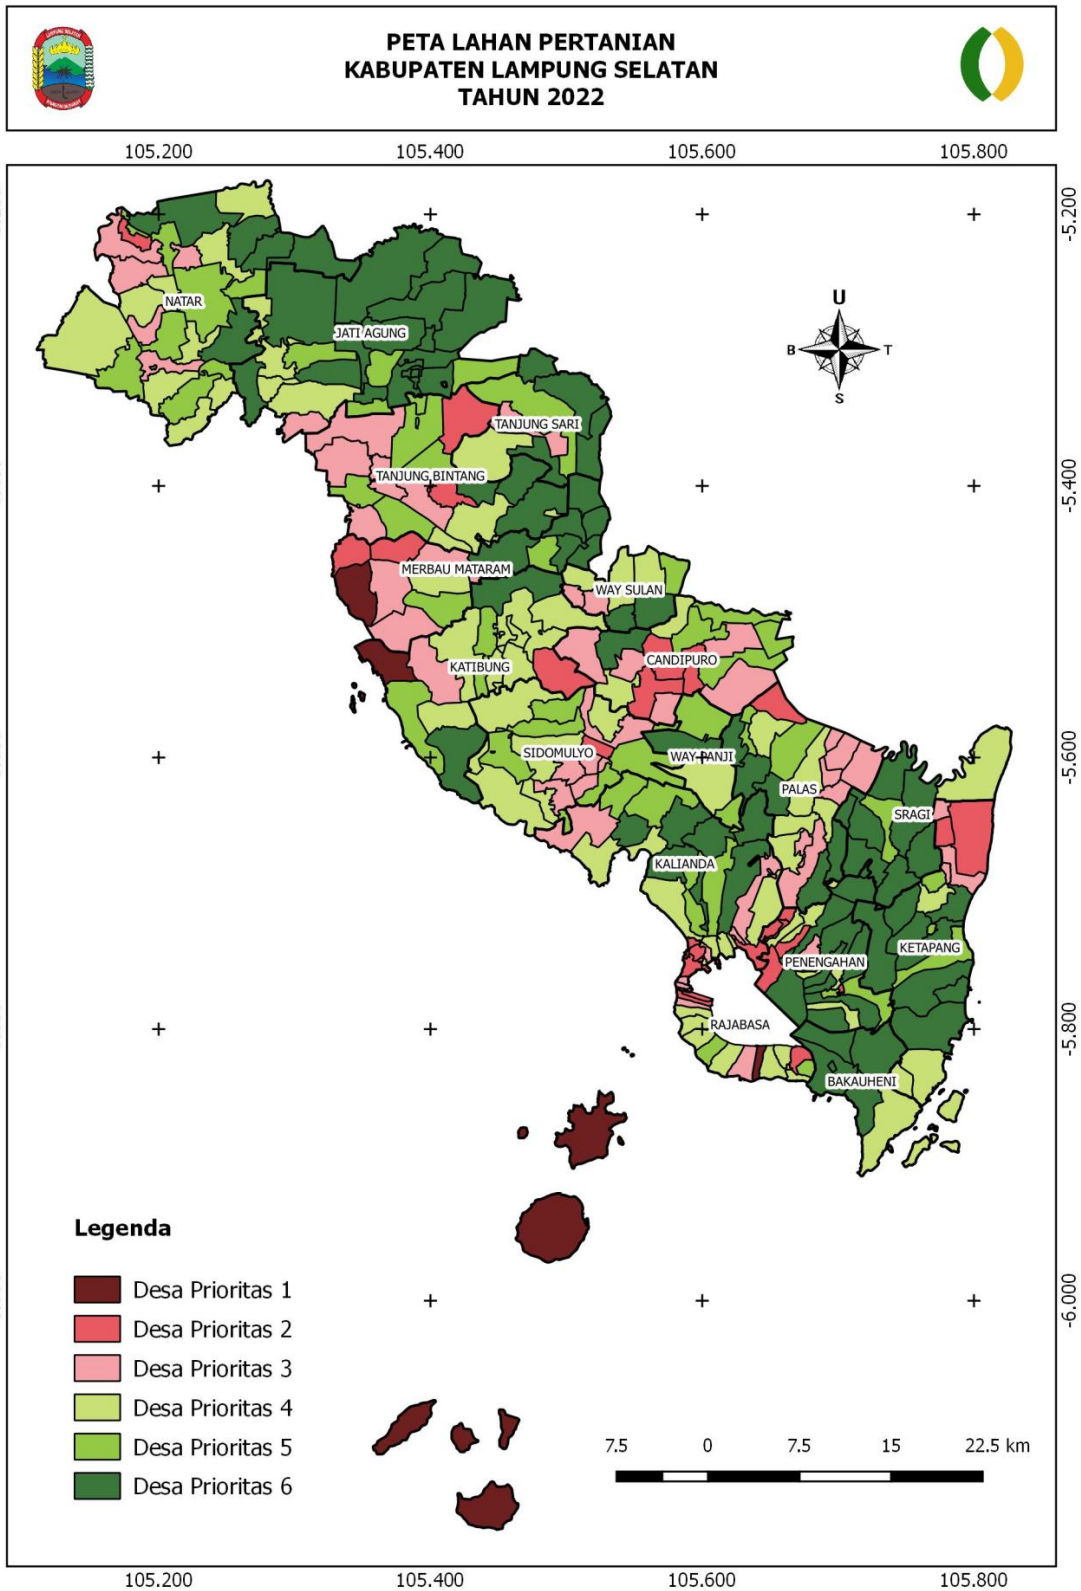 PETA LAHAN PERTANIAN
KABUPATEN LAMPUNG SELATAN
TAHUN 2022
105.200 105.400 105.600 105.800
-5.200
U
B T
S
NATAR
JATI AGUNG
TANJUNG SARI
TANJUNG BINTANG
-5.400
MERBAU MATARAM
WAY SULAN
KATIBUNG
CANDIPURO
SIDOMULYO
WAY PANJI
-5.600
PALAS
SRAGI
KALIANDA
KETAPANG
PENENGAHAN
RAJABASA
-5.800
BAKAUHENI
Legenda
Desa Prioritas 1
-6.000
Desa Prioritas 2
Desa Prioritas 3
Desa Prioritas 4
Desa Prioritas 5
Desa Prioritas 6
7.5 0 7.5 15 22.5 km
105.200 105.400 105.600 105.800